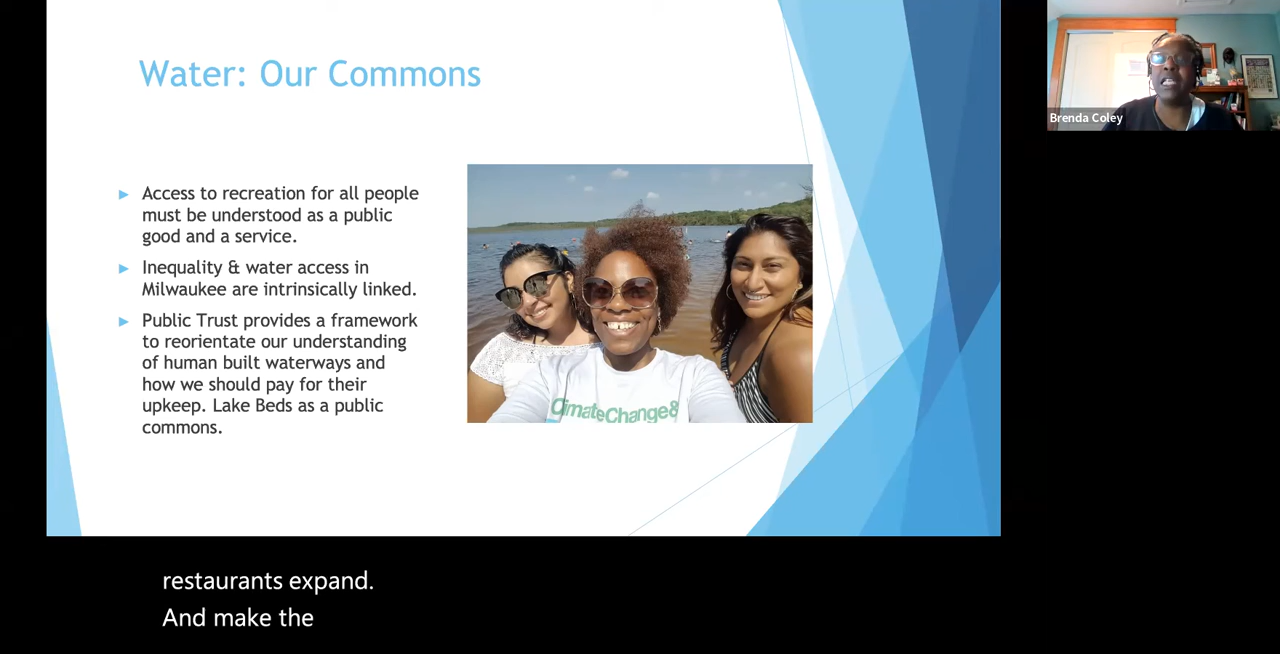 Water: Our Commons
Access to recreation for all people
must be understood as a public
good and a service.
Inequality & water access in
Milwaukee are intrinsically linked.
Public Trust provides a framework
to reorientate our understanding
of human built waterways and
how we should pay for their
upkeep. Lake Beds as a public
commons.
ClimateChange&
Brenda Coley
restaurants expand.
And make the